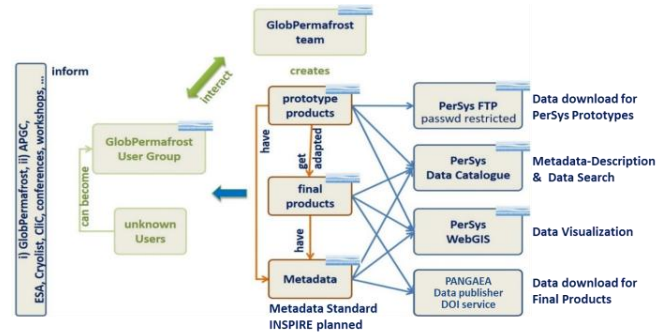 GlobPermafrost
team
inform
interact
creates
i) GlobPermafrost, ii) APGC,
ESA, Cryolist, CliC, conferences, workshops, ...
GlobPermafrost
User Group
can become
unknown
Users
have
prototype
products
get
adapted
final
products
have
Metadata
Metadata Standard
INSPIRE planned
PerSys FTP
passwd restricted
Data download for
PerSys Prototypes
PerSys
Data Catalogue
Metadata-Description
& Data Search
PerSys
WebGIS
Data Visualization
PANGAEA
Data publisher
DOI service
Data download for
Final Products